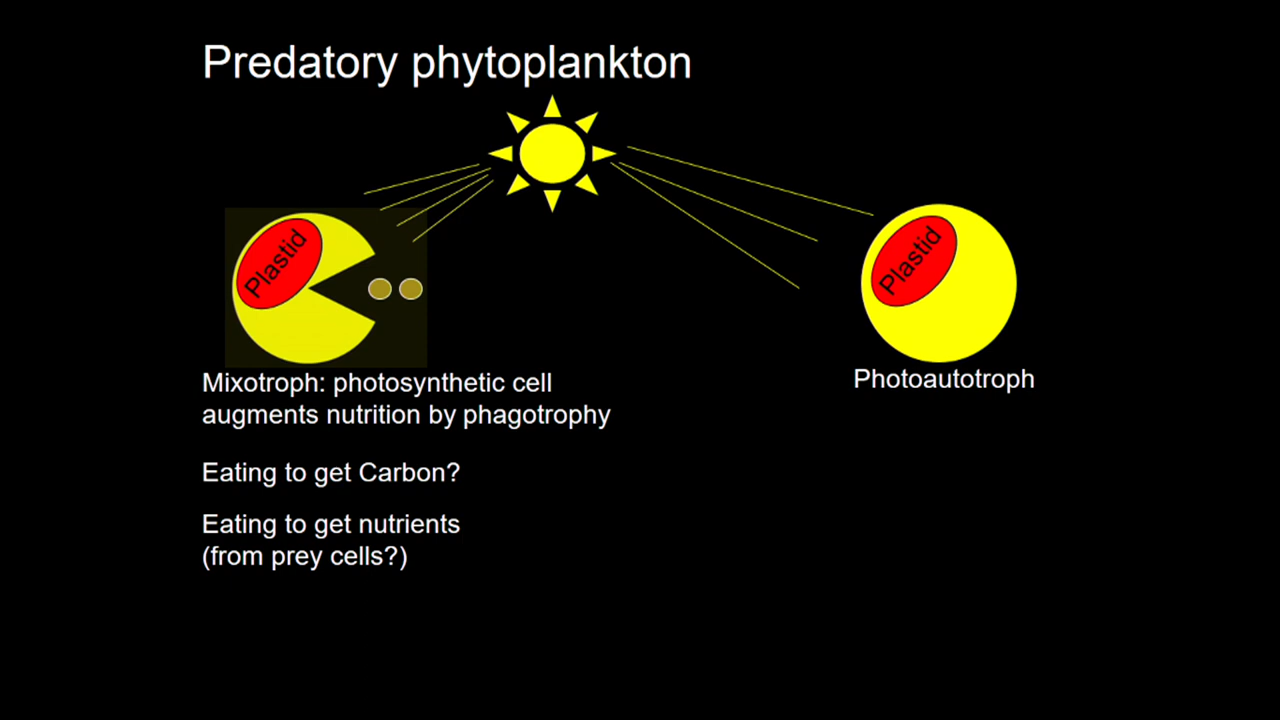 Predatory phytoplankton
Plastid
Plastid
Mixotroph: photosynthetic cell
augments nutrition by phagotrophy
Photoautotroph
Eating to get Carbon?
Eating to get nutrients
(from prey cells?)